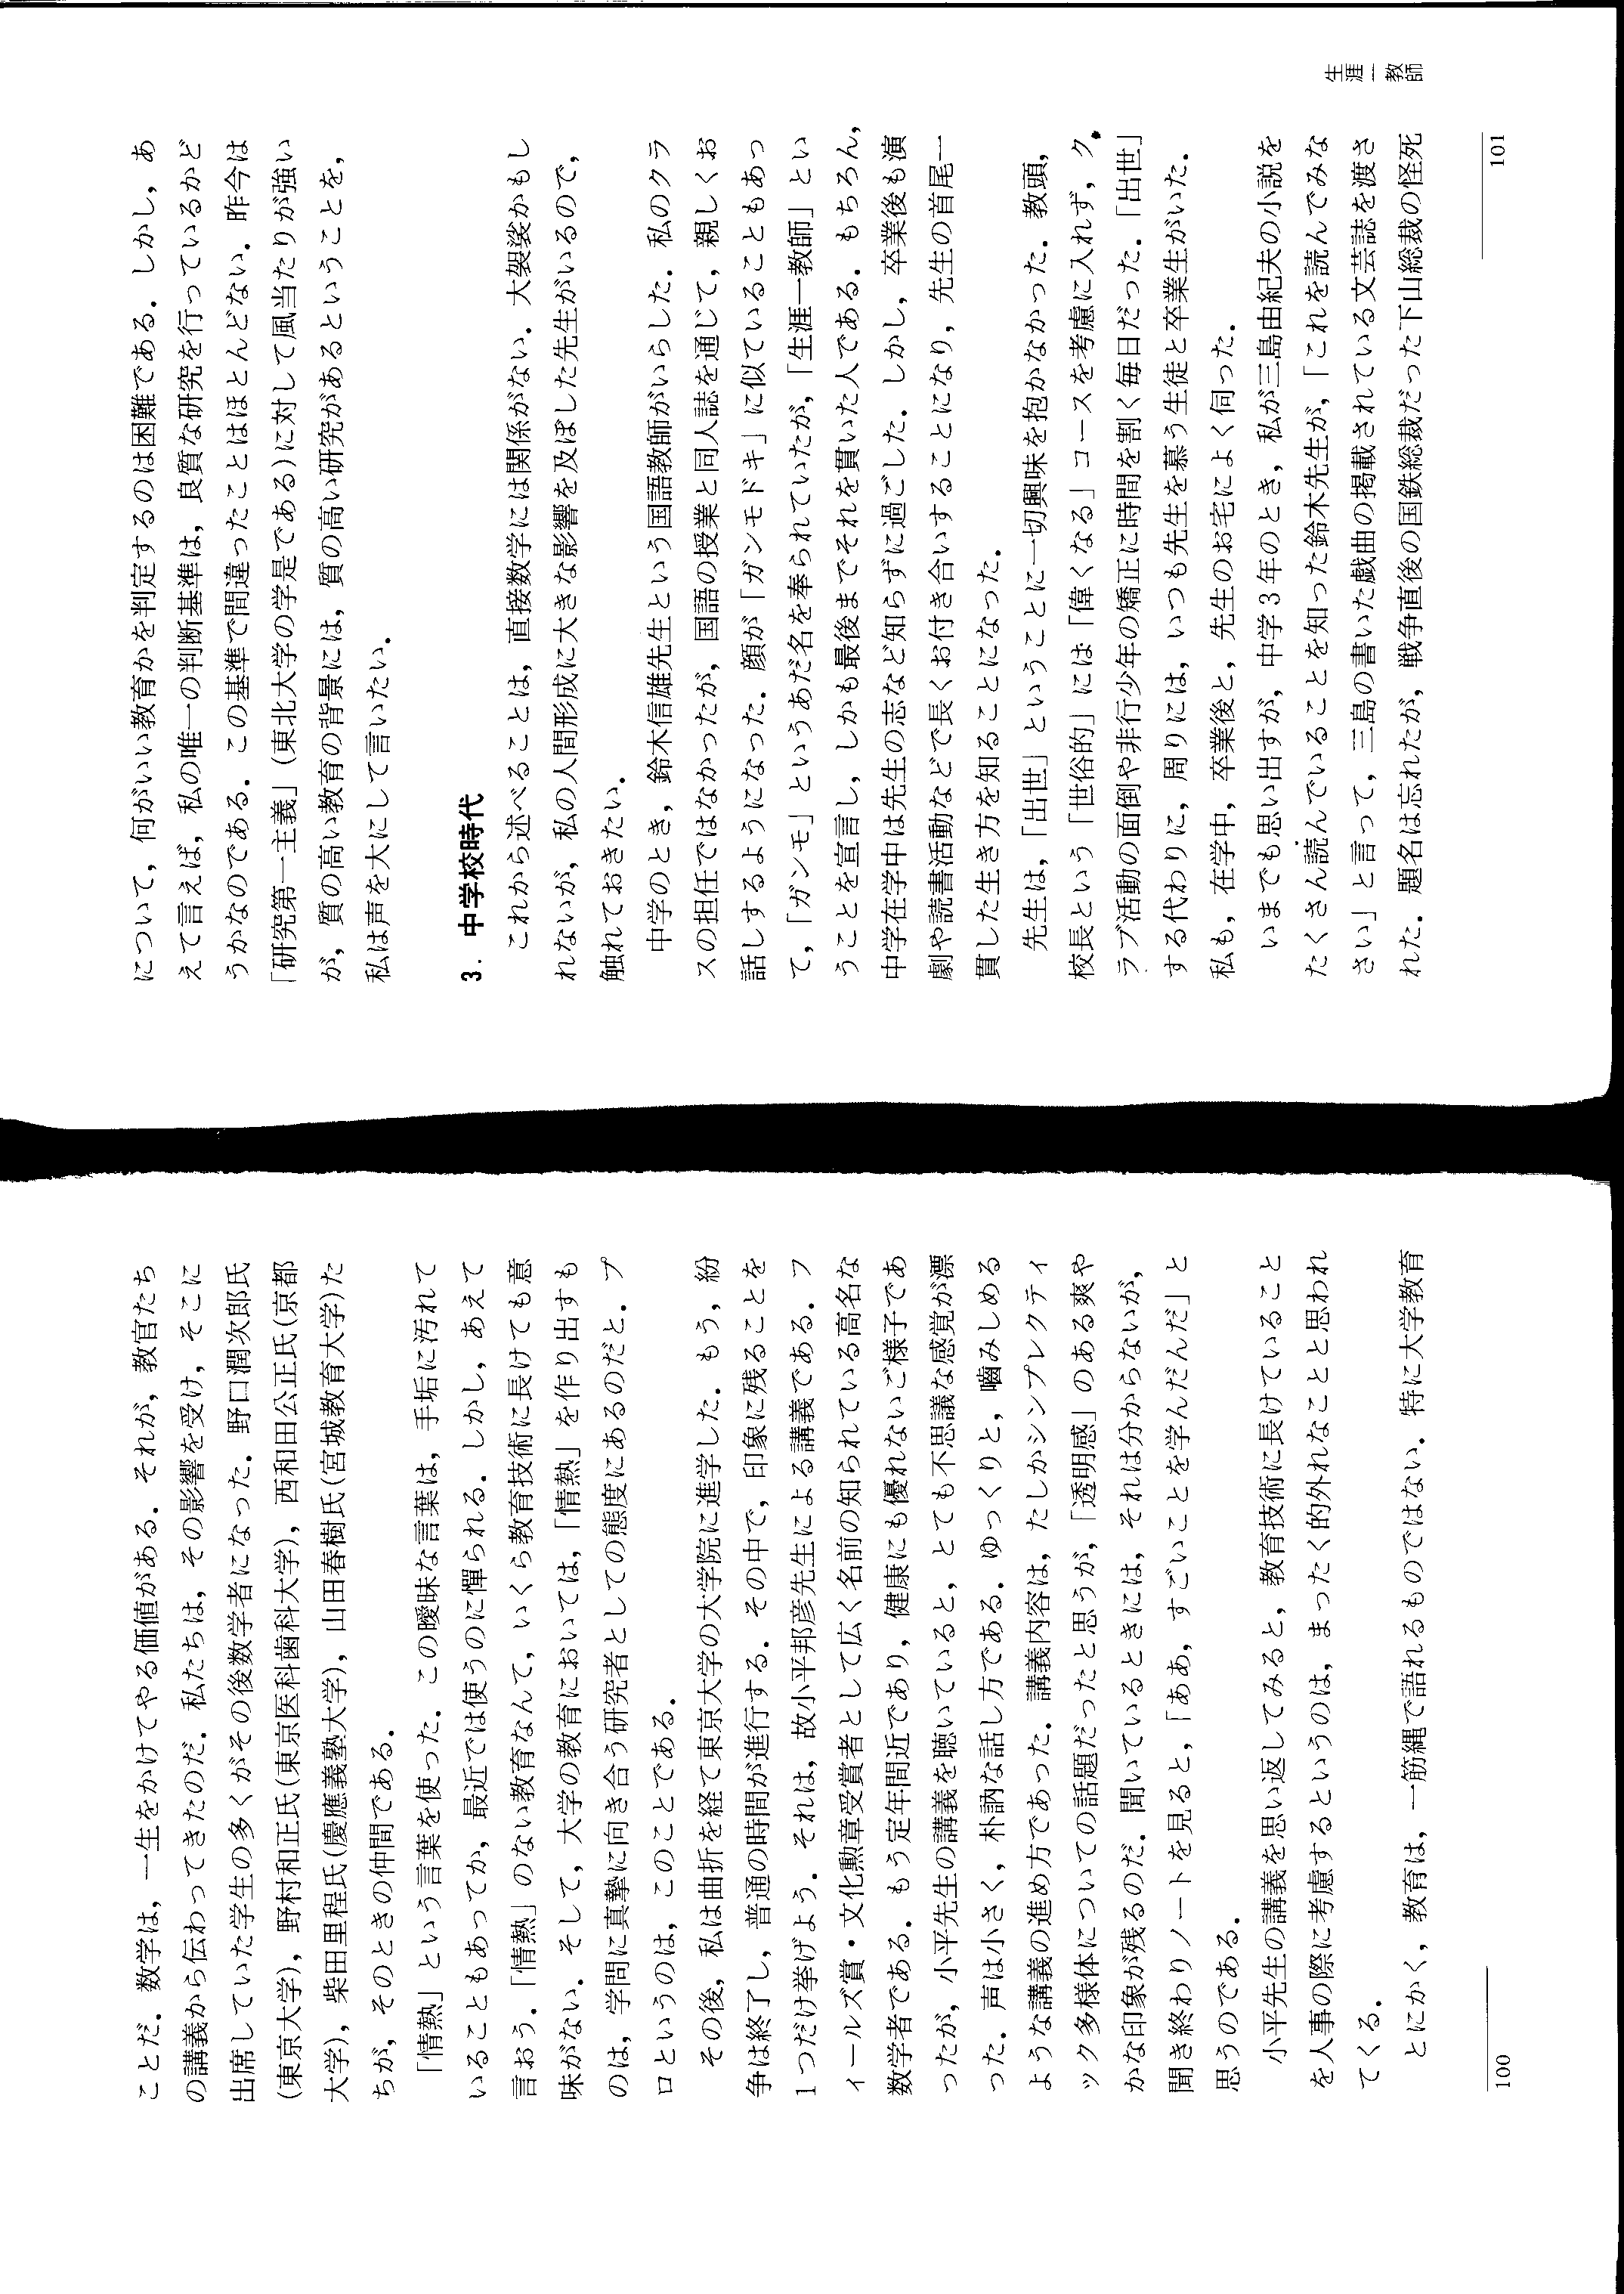 ことだ．数学は，一生をかけてやる価値がある．それが，教官たち
の講義から伝わってきたのだ．私たちは，その影響を受け，そこに
出席していた学生の多くがその後数学者になった．野口潤次郎氏
(東京大学)，野村和正氏(東京医科歯科大学)，西和田公正氏(京都
大学)，柴田里程氏(慶應義塾大学)，山田春樹氏(宮城教育大学)た
ちが，そのときの仲間である．
「情熱」という言葉を使った．この曖昧な言葉は，手垢に汚れて
いることもあってか，最近では使うのに憚られる．しかし，あえて
言おう．「情熱」のない教育なんて，いくら教育技術に長けても意
味がない．そして，大学の教育においては，「情熱」を作り出すも
のは，学問に真摯に向き合う研究者としての態度にあるのだと．プ
ロというのは，このことである．
その後，私は曲折を経て東京大学の大学院に進学した．もう，紛
争は終了し，普通の時間が進行する．その中で，印象に残ることを
1つだけ挙げよう．それは，故小平邦彦先生による講義である．フ
ィールズ賞・文化勲章受賞者として広く名前の知られている高名な
数学者である．もう定年間近であり，健康にも優れないご様子であ
ったが，小平先生の講義を聴いていると，とても不思議な感覚が漂
った．声は小さく，朴訥な話し方である．ゆっくりと，嚙みしめる
ような講義の進め方であった．講義内容は，たしかシンプレクティ
ック多様体についての話題だったと思うが，「透明感」のある爽や
かな印象が残るのだ．聞いているときには，それは分からないが，
聞き終わりノートを見ると，「ああ，すごいことを学んだんだ」と
思うのである．
小平先生の講義を思い返してみると，教育技術に長けていること
を人事の際に考慮するというのは，まったく的外れなことと思われ
てくる．
とにかく，教育は，一筋縄で語れるものではない．特に大学教育
100
生涯一教師
について，何がいい教育かを判定するのは困難である．しかし，あ
えて言えば，私の唯一の判断基準は，良質な研究を行っているかど
うかなのである．この基準で間違ったことはほとんどない．昨今は
「研究第一主義」(東北大学の学是である)に対して風当たりが強い
が，質の高い教育の背景には，質の高い研究があるということを，
私は声を大にして言いたい．
3. 中学校時代
これから述べることは，直接数学には関係がない．大袈裟かもし
れないが，私の人間形成に大きな影響を及ぼした先生がいるので，
触れておきたい．
中学のとき，鈴木信雄先生という国語教師がいらした．私のクラ
スの担任ではなかったが，国語の授業と同人誌を通じて，親しくお
話しするようになった．顔が「ガンモドキ」に似ていることもあっ
て，「ガンモ」というあだ名を奉られていたが，「生涯一教師」とい
うことを宣言し，しかも最後までそれを貫いた人である．もちろん，
中学在学中は先生の志など知らずに過ごした．しかし，卒業後も演
劇や読書活動などで長くお付き合いすることになり，先生の首尾一
貫した生き方を知ることになった．
先生は，「出世」ということに一切興味を抱かなかった．教頭，
校長という「世俗的」には「偉くなる」コースを考慮に入れず，ク
ラブ活動の面倒や非行少年の矯正に時間を割く毎日だった．「出世」
する代わりに，周りには，いつも先生を慕う生徒と卒業生がいた．
私も，在学中，卒業後と，先生のお宅によく伺った．
いまでも思い出すが，中学3年のとき，私が三島由紀夫の小説を
たくさん読んでいることを知った鈴木先生が，「これを読んでみな
さい」と言って，三島の書いた戯曲の掲載されている文芸誌を渡さ
れた．題名は忘れたが，戦争直後の国鉄総裁だった下山総裁の怪死
101